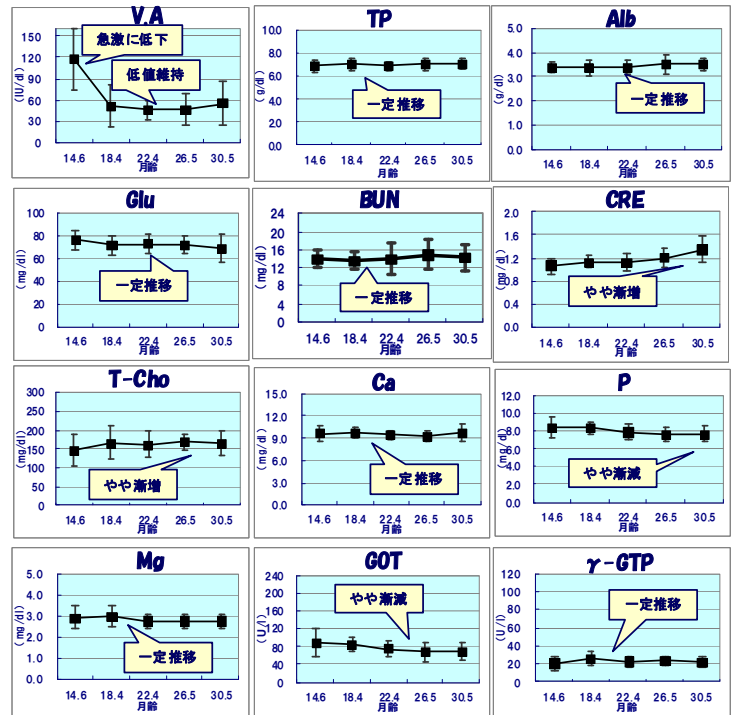 V.A
150
120
90
60
30
0
(IU/dl)
急激に低下
低値維持
14.6 18.4 22.4 26.5 30.5
月齢
TP
10.0
8.0
6.0
4.0
2.0
0.0
(g/dl)
一定推移
14.6 18.4 22.4 26.5 30.5
月齢
Alb
5.0
4.0
3.0
2.0
1.0
0.0
(g/dl)
一定推移
14.6 18.4 22.4 26.5 30.5
月齢
Glu
100
80
60
40
20
0
(mg/dl)
一定推移
14.6 18.4 22.4 26.5 30.5
月齢
BUN
24
20
16
12
8
4
0
(mg/dl)
一定推移
14.6 18.4 22.4 26.5 30.5
月齢
CRE
2.0
1.6
1.2
0.8
0.4
0.0
(mg/dl)
やや漸増
14.6 18.4 22.4 26.5 30.5
月齢
T-Cho
300
250
200
150
100
50
0
(mg/dl)
やや漸増
14.6 18.4 22.4 26.5 30.5
月齢
Ca
15.0
12.0
9.0
6.0
3.0
0.0
(mg/dl)
一定推移
14.6 18.4 22.4 26.5 30.5
月齢
P
12.0
10.0
8.0
6.0
4.0
2.0
0.0
(mg/dl)
やや漸減
14.6 18.4 22.4 26.5 30.5
月齢
Mg
5.0
4.0
3.0
2.0
1.0
0.0
(mg/dl)
一定推移
14.6 18.4 22.4 26.5 30.5
月齢
GOT
240
200
160
120
80
40
0
(U/l)
やや漸減
14.6 18.4 22.4 26.5 30.5
月齢
γ-GTP
120
100
80
60
40
20
0
(U/l)
一定推移
14.6 18.4 22.4 26.5 30.5
月齢